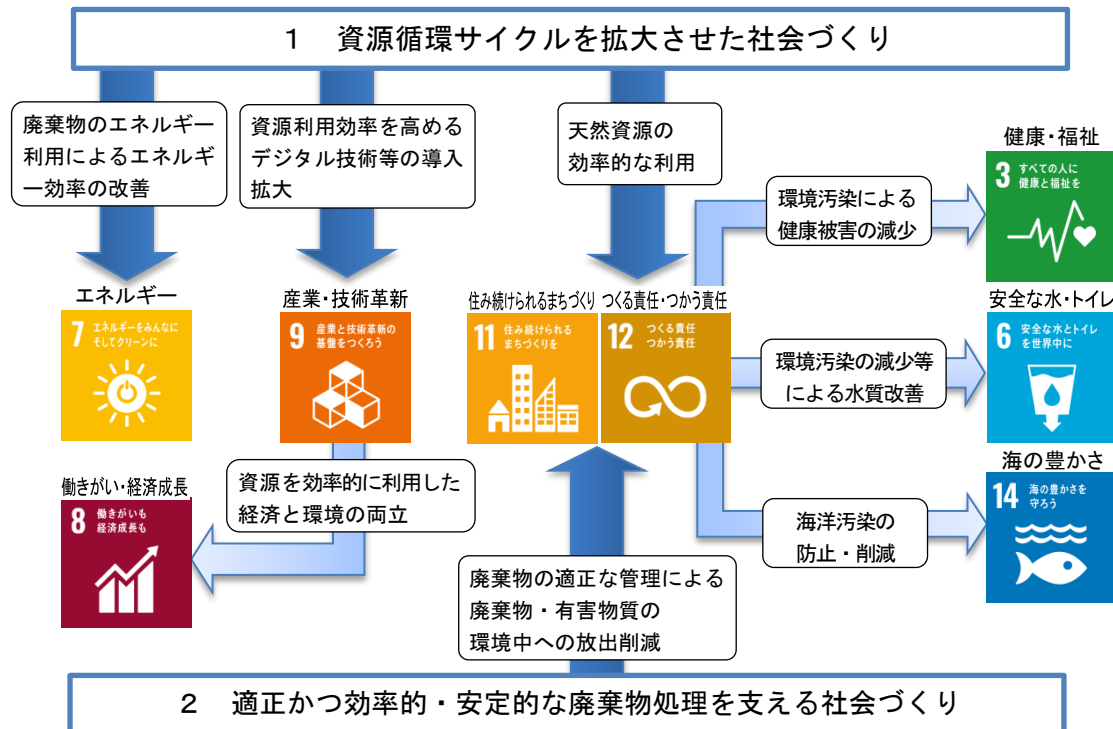 1 資源循環サイクルを拡大させた社会づくり
廃棄物のエネルギー
利用によるエネルギ
ー効率の改善
資源利用効率を高める
デジタル技術等の導入
拡大
天然資源の
効率的な利用
環境汚染による
健康被害の減少
健康・福祉
3 すべての人に
健康と福祉を
エネルギー
7 エネルギーをみんなに
そしてクリーンに
産業・技術革新
9 産業と技術革新の
基盤をつくろう
住み続けられるまちづくり
11 住み続けられる
まちづくりを
つくる責任・つかう責任
12 つくる責任
つかう責任
環境汚染の減少等
による水質改善
安全な水・トイレ
6 安全な水とトイレ
を世界中に
働きがい・経済成長
8 働きがいも
経済成長も
資源を効率的に利用した
経済と環境の両立
海洋汚染の
防止・削減
海の豊かさ
14 海の豊かさを
守ろう
廃棄物の適正な管理による
廃棄物・有害物質の
環境中への放出削減
2 適正かつ効率的・安定的な廃棄物処理を支える社会づくり